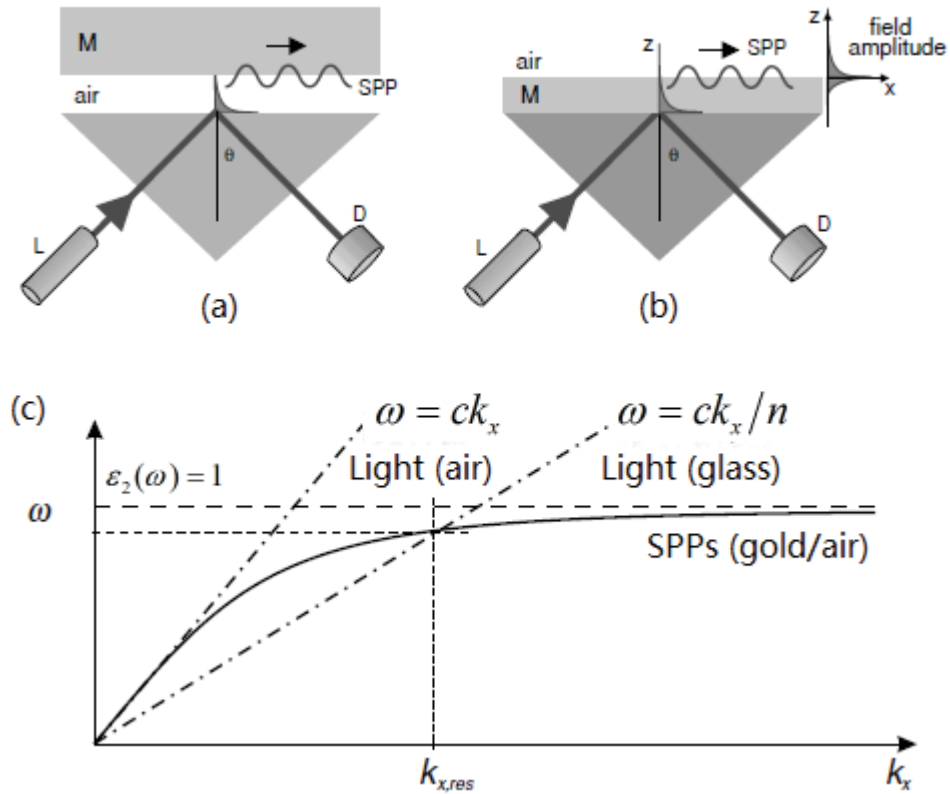 M
SPP
air
θ
L
D
(a)
z
SPP
air
M
θ
L
D
(b)
z
field
amplitude
x
(c)
ω = ck_x
ω = ck_x/n
Light (air)
Light (glass)
ε_2(ω) = 1
ω
SPPs (gold/air)
k_{x,res}
k_x